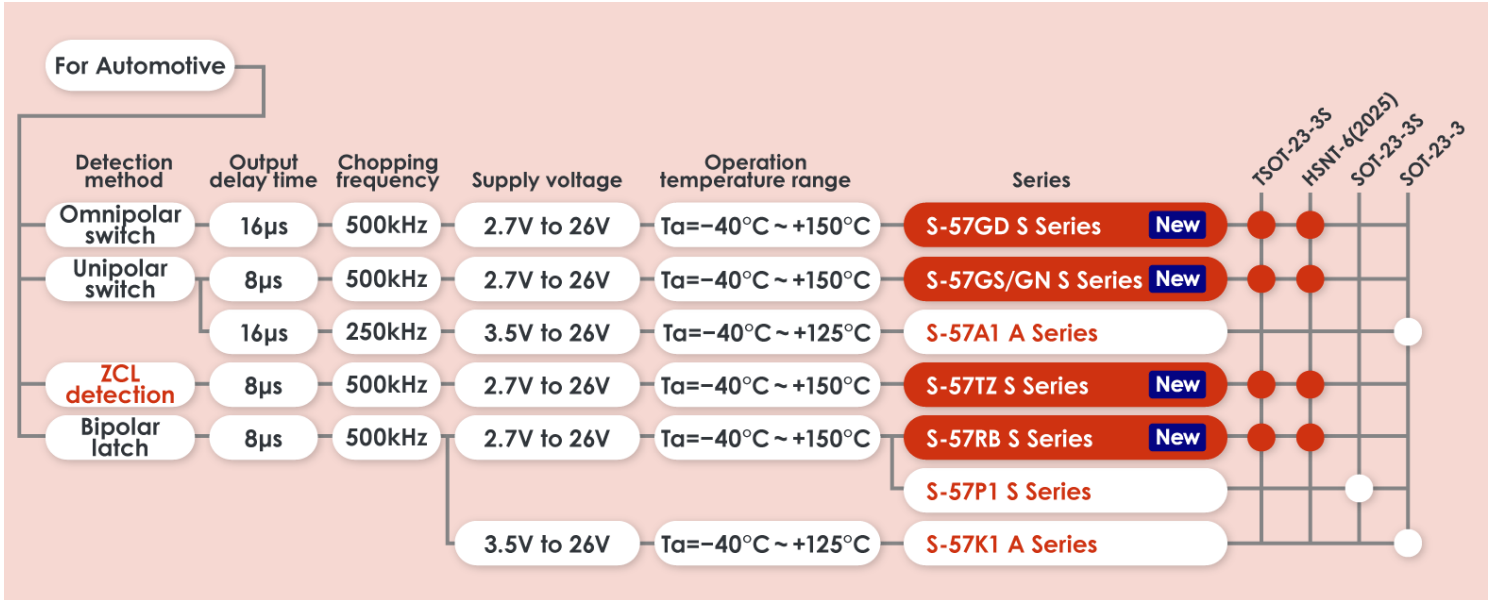 For Automotive
Detection
method
Output
delay time
Chopping
frequency
Supply voltage
Operation
temperature range
Series
TSOT-23-3S
HSNT-6(2025)
SOT-23-3S
SOT-23-3
Omnipolar
switch
16µs
500kHz
2.7V to 26V
Ta=−40°C ~ +150°C
S-57GD S Series
New
Unipolar
switch
8µs
500kHz
2.7V to 26V
Ta=−40°C ~ +150°C
S-57GS/GN S Series
New
16µs
250kHz
3.5V to 26V
Ta=−40°C ~ +125°C
S-57A1 A Series
ZCL
detection
8µs
500kHz
2.7V to 26V
Ta=−40°C ~ +150°C
S-57TZ S Series
New
Bipolar
latch
8µs
500kHz
2.7V to 26V
Ta=−40°C ~ +150°C
S-57RB S Series
New
S-57P1 S Series
3.5V to 26V
Ta=−40°C ~ +125°C
S-57K1 A Series